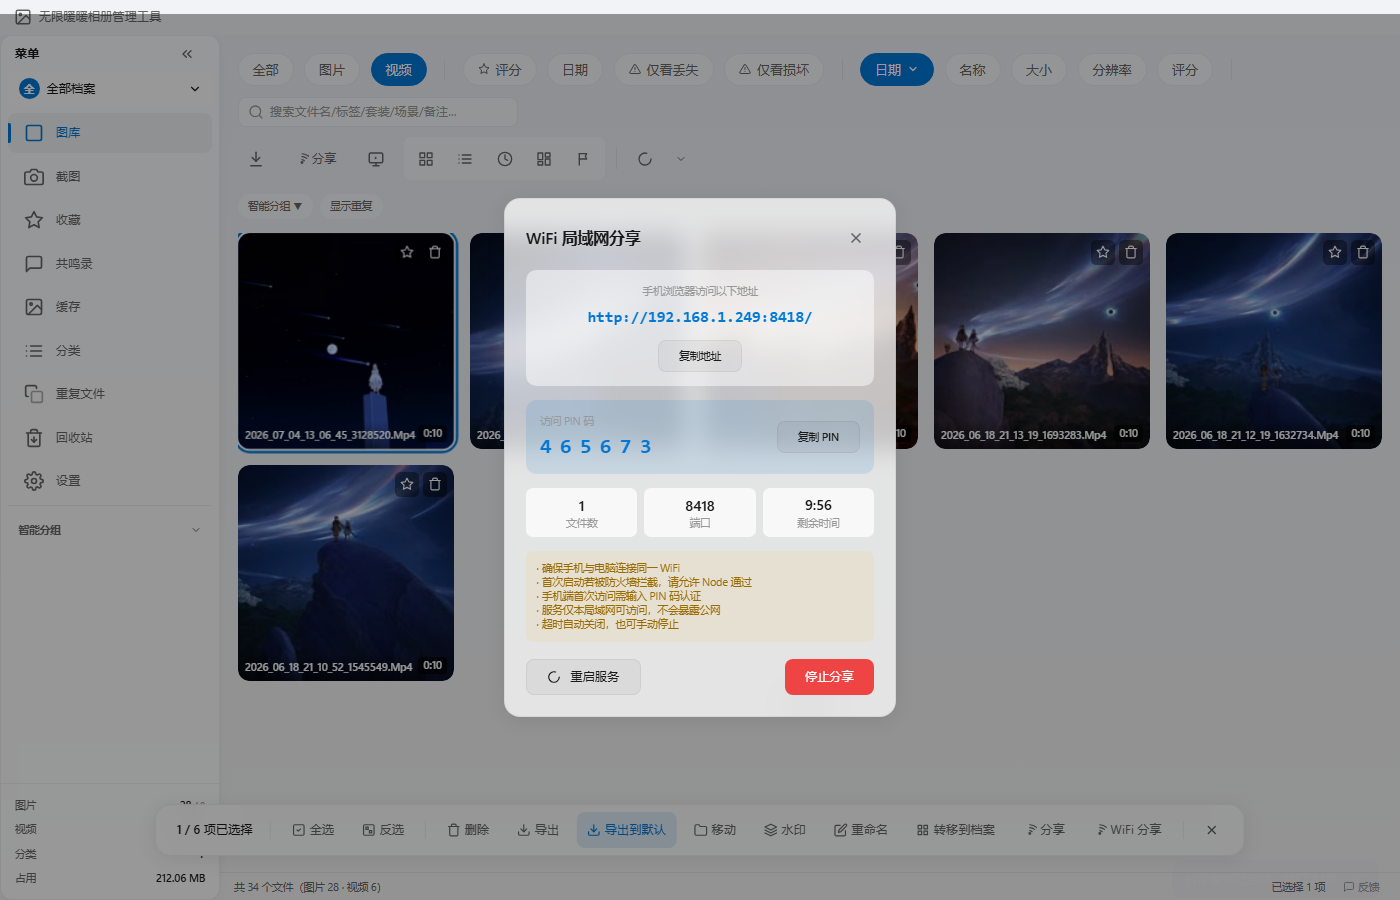 无限暖暖相册管理工具
菜单
全 全部档案
图库
截图
收藏
共鸣录
缓存
分类
重复文件
回收站
设置
智能分组
图片
视频
分类
占用 212.06 MB
全部 图片 视频 评分 日期 仅看丢失 仅看损坏 日期 名称 大小 分辨率 评分
搜索文件名/标签/套装/场景/备注...
分享
智能分组▼ 显示重复
2026_07_04_13_06_45_3128520.Mp4 0:10
2026_06_18_21_13_19_1693283.Mp4 0:10
2026_06_18_21_12_19_1632734.Mp4 0:10
2026_06_18_21_10_52_1545549.Mp4 0:10
WiFi 局域网分享
手机浏览器访问以下地址
http://192.168.1.249:8418/
复制地址
访问 PIN 码
465673
复制 PIN
1 8418 9:56
文件数 端口 剩余时间
· 确保手机与电脑连接同一 WiFi
· 首次启动若被防火墙拦截，请允许 Node 通过
· 手机端首次访问需输入 PIN 码认证
· 服务仅本局域网可访问，不会暴露公网
· 超时自动关闭，也可手动停止
重启服务 停止分享
1 / 6 项已选择 全选 反选 删除 导出 导出到默认 移动 水印 重命名 转移到档案 分享 WiFi 分享
共 34 个文件（图片 28 · 视频 6）
已选择 1 项 反馈